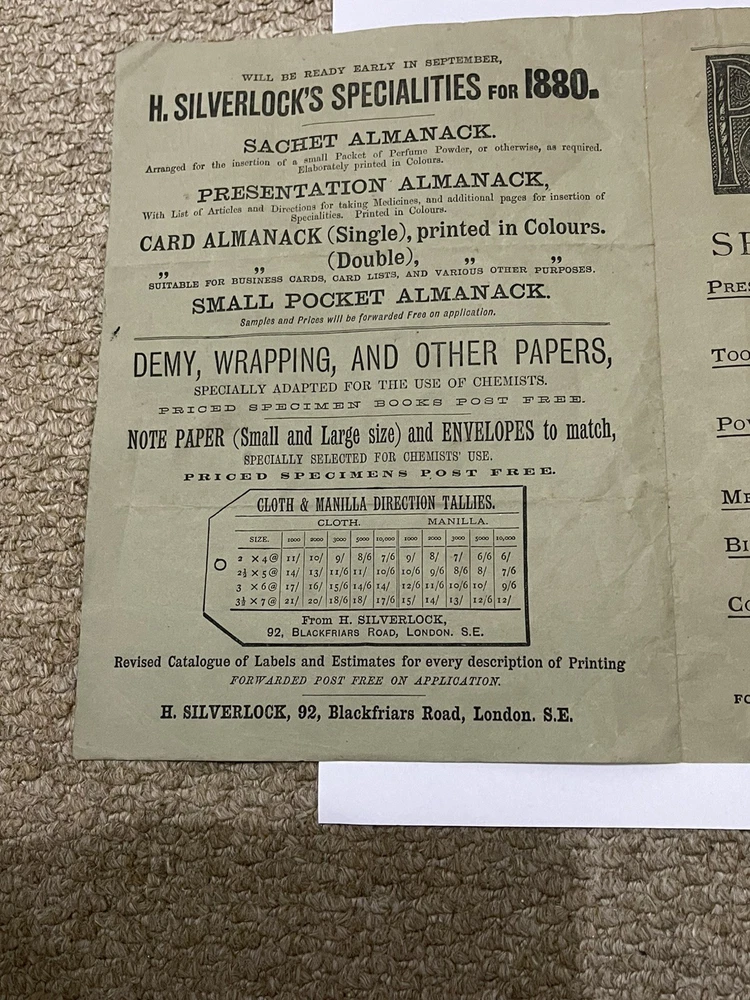 WILL BE READY EARLY IN SEPTEMBER,
H. SILVERLOCK'S SPECIALITIES FOR 1880.
SACHET ALMANACK.
Arranged for the insertion of a small Packet of Perfume Powder, or otherwise, as required.
Elaborately printed in Colours.
PRESENTATION ALMANACK,
With List of Articles and Directions for taking Medicines, and additional pages for insertion of
Specialities. Printed in Colours.
CARD ALMANACK (Single), printed in Colours.
„ „ (Double), „ „
SUITABLE FOR BUSINESS CARDS, CARD LISTS, AND VARIOUS OTHER PURPOSES.
SMALL POCKET ALMANACK.
Samples and Prices will be forwarded Free on application.
DEMY, WRAPPING, AND OTHER PAPERS,
SPECIALLY ADAPTED FOR THE USE OF CHEMISTS.
PRICED SPECIMEN BOOKS POST FREE.
NOTE PAPER (Small and Large size) and ENVELOPES to match,
SPECIALLY SELECTED FOR CHEMISTS' USE.
PRICED SPECIMENS POST FREE.
CLOTH & MANILLA DIRECTION TALLIES.
CLOTH. MANILLA.
SIZE. 1000 2000 3000 5000 10,000 1000 2000 3000 5000 10,000
2 × 4 @ 11/ 10/ 9/ 8/6 7/6 9/ 8/ 7/ 6/6 6/
2½ × 5 @ 14/ 13/ 11/6 11/ 10/6 10/6 9/6 8/6 8/ 7/6
3 × 6 @ 17/ 16/ 15/6 14/6 14/ 12/6 11/6 10/6 10/ 9/6
3½ × 7 @ 21/ 20/ 18/6 18/ 17/6 15/ 14/ 13/ 12/6 12/
From H. SILVERLOCK,
92, BLACKFRIARS ROAD, LONDON. S.E.
Revised Catalogue of Labels and Estimates for every description of Printing
FORWARDED POST FREE ON APPLICATION.
H. SILVERLOCK, 92, Blackfriars Road, London. S.E.